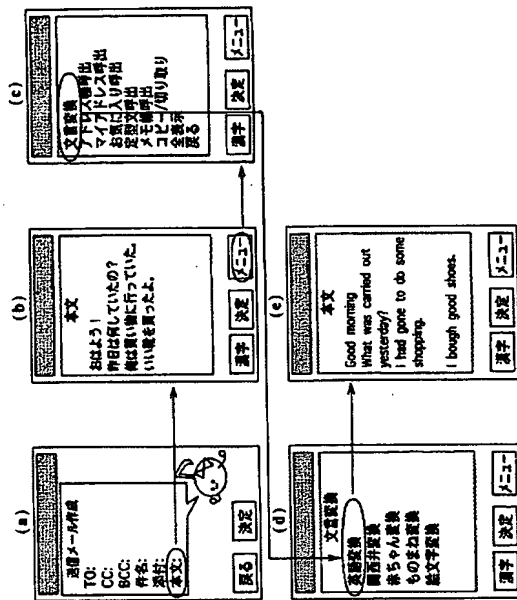 (a)
送信メール作成
TO:
CC:
BCC:
件名:
添付:
本文:
戻る
決定
(b)
本文
おはよう!
昨日は何していたの?
俺は買い物に行っていた。
いい靴を買ったよ。
漢字
決定
メニュー
(c)
文言変換
アドレス帳呼出
マイアドレス呼出
お気に入り呼出
定型文呼出
メモ帳呼出
コピー/切り取り
全表示
戻る
漢字
決定
メニュー
(d)
文言変換
英語変換
関西弁変換
赤ちゃん変換
ものまね変換
絵文字変換
漢字
決定
メニュー
(e)
本文
Good morning
What was carried out
yesterday?
I had gone to do some
shopping.
I bough good shoes.
漢字
決定
メニュー